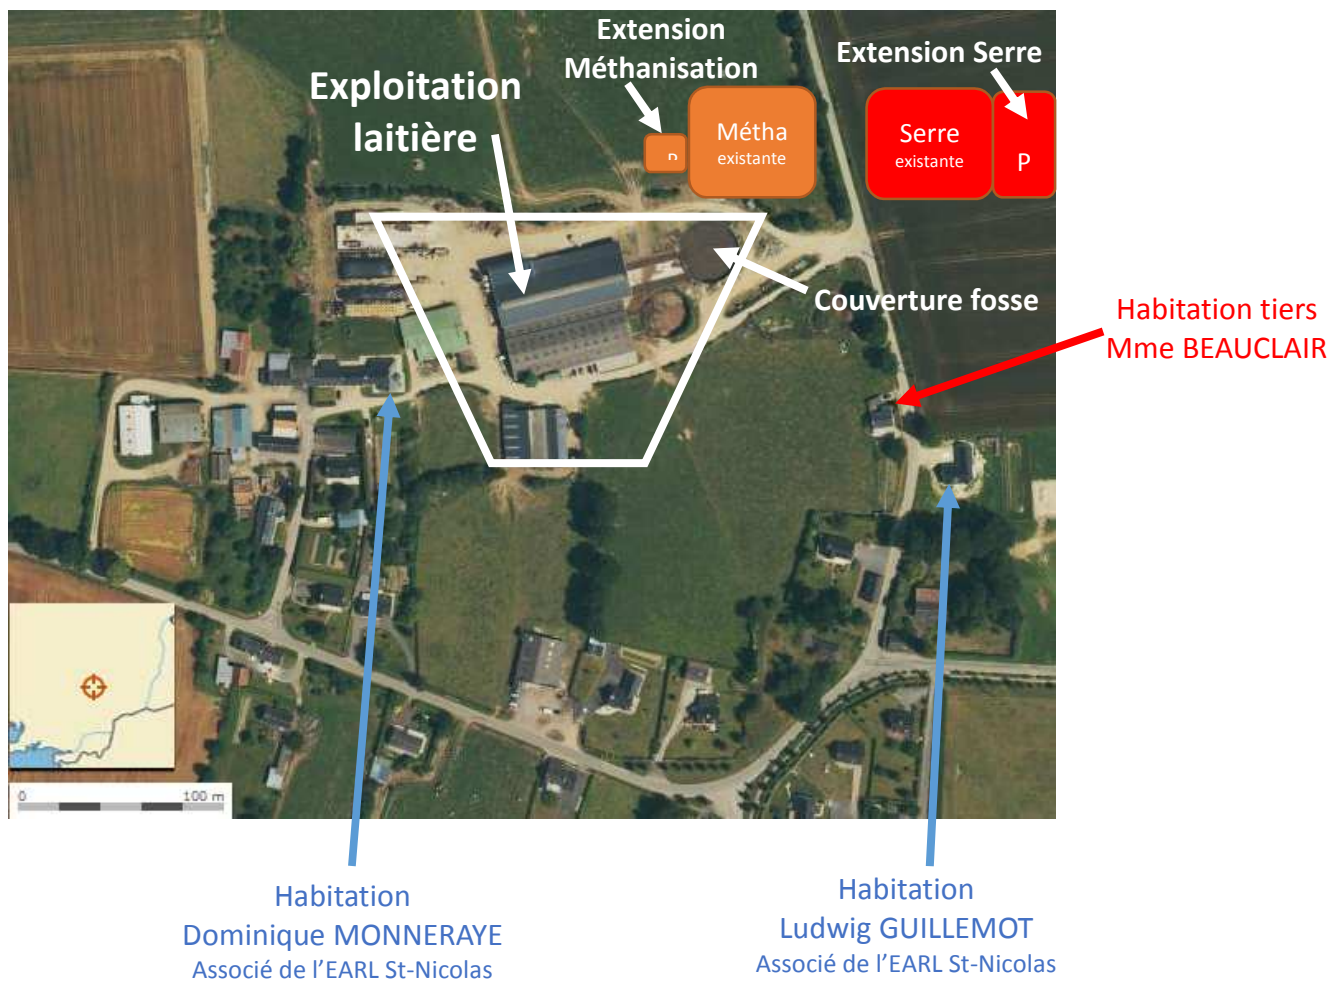 Extension
Méthanisation
Extension Serre
Exploitation
laitière
Métha
existante
Serre
existante
P
Couverture fosse
Habitation tiers
Mme BEAUCLAIR
0 100 m
Habitation
Dominique MONNERAYE
Associé de l’EARL St-Nicolas
Habitation
Ludwig GUILLEMOT
Associé de l’EARL St-Nicolas